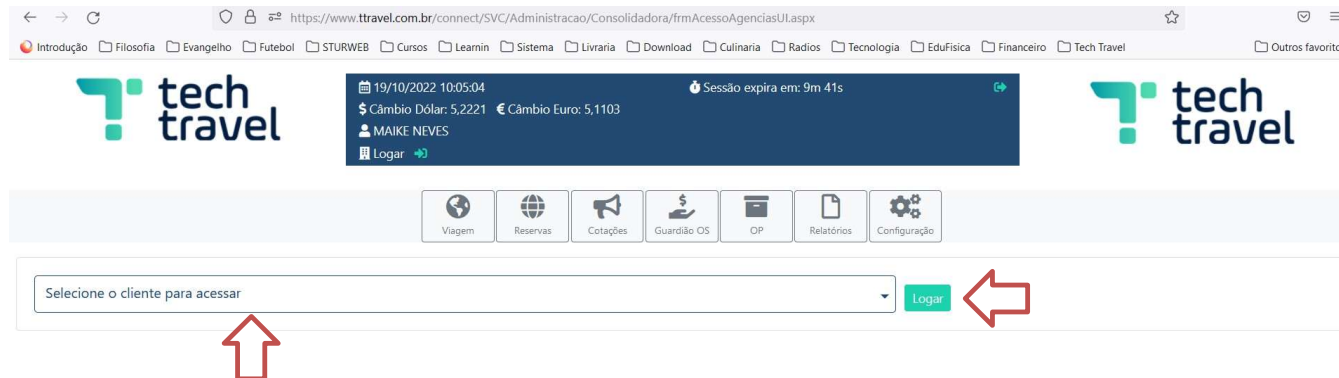 https://www.ttravel.com.br/connect/SVC/Administracao/Consolidadora/frmAcessoAgenciasUI.aspx
Introdução Filosofia Evangelho Futebol STURWEB Cursos Learnin Sistema Livraria Download Culinaria Radios Tecnologia EduFisica Financeiro Tech Travel Outros favorito
tech
travel
19/10/2022 10:05:04 Sessão expira em: 9m 41s
$ Câmbio Dólar: 5,2221 € Câmbio Euro: 5,1103
MAIKE NEVES
Logar
tech
travel
Viagem Reservas Cotações Guardião OS OP Relatórios Configuração
Selecione o cliente para acessar Logar